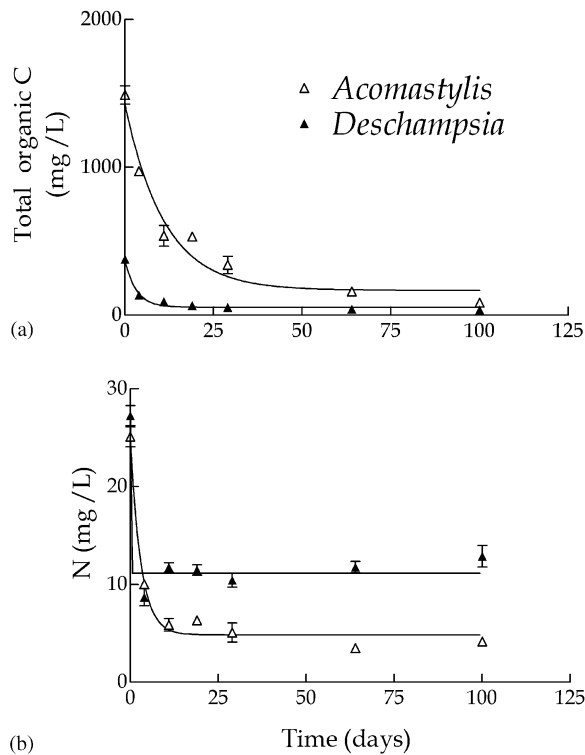 2000
△ Acomastylis
▲ Deschampsia
Total organic C
(mg /L)
1000
0
(a)
0 25 50 75 100 125
30
20
N (mg /L)
10
0
0 25 50 75 100 125
(b)
Time (days)